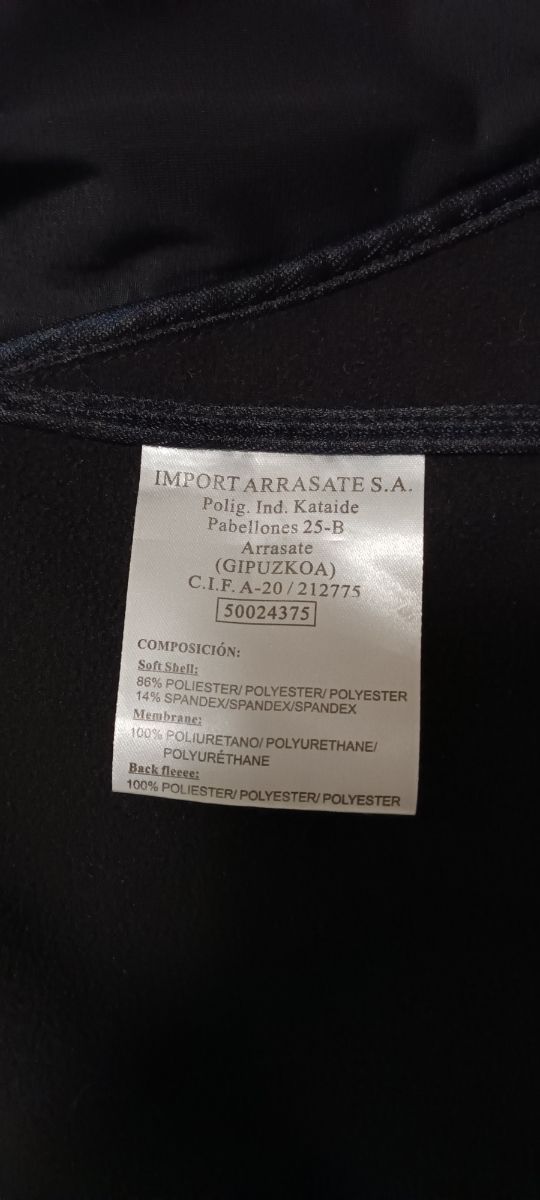 IMPORT ARRASATE S.A.
Polig. Ind. Kataide
Pabellones 25-B
Arrasate
(GIPUZKOA)
C.I.F. A-20 / 212775
50024375
COMPOSICIÓN:
Soft Shell:
86% POLIESTER/ POLYESTER/ POLYESTER
14% SPANDEX/SPANDEX/SPANDEX
Membrane:
100% POLIURETANO/ POLYURETHANE/
POLYURÉTHANE
Back fleece:
100% POLIESTER/ POLYESTER/ POLYESTER